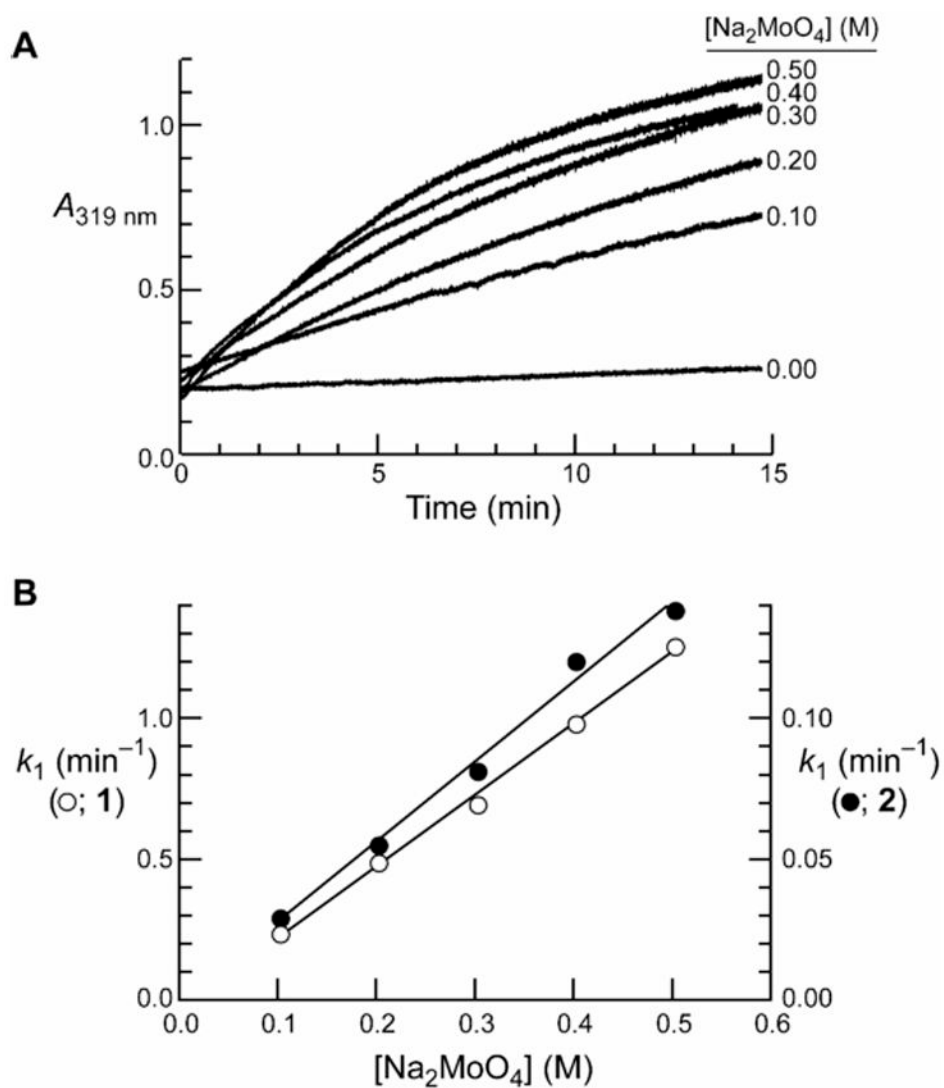 A
[Na₂MoO₄] (M)
0.50
0.40
0.30
0.20
0.10
0.00
1.0
A₃₁₉ ₙₘ
0.5
0.0
0 5 10 15
Time (min)
B
1.0
0.5
0.0
k₁ (min⁻¹)
(○; 1)
0.10
0.05
0.00
k₁ (min⁻¹)
(●; 2)
0.0 0.1 0.2 0.3 0.4 0.5 0.6
[Na₂MoO₄] (M)